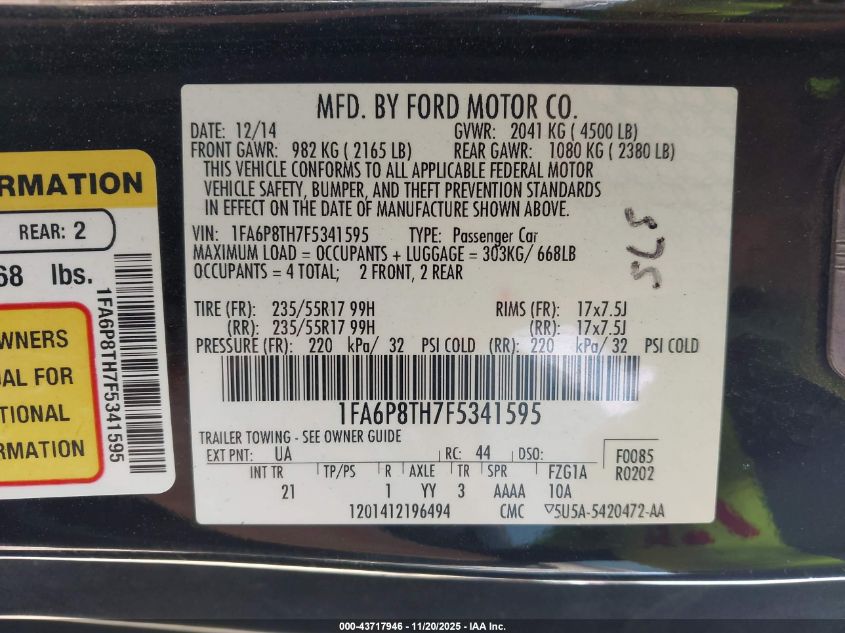 MFD. BY FORD MOTOR CO.
DATE: 12/14 GVWR: 2041 KG ( 4500 LB)
FRONT GAWR: 982 KG ( 2165 LB) REAR GAWR: 1080 KG ( 2380 LB)
THIS VEHICLE CONFORMS TO ALL APPLICABLE FEDERAL MOTOR
VEHICLE SAFETY, BUMPER, AND THEFT PREVENTION STANDARDS
IN EFFECT ON THE DATE OF MANUFACTURE SHOWN ABOVE.
VIN: 1FA6P8TH7F5341595 TYPE: Passenger Car
MAXIMUM LOAD = OCCUPANTS + LUGGAGE = 303KG/ 668LB
OCCUPANTS = 4 TOTAL; 2 FRONT, 2 REAR
575
TIRE (FR): 235/55R17 99H RIMS (FR): 17x7.5J
(RR): 235/55R17 99H (RR): 17x7.5J
PRESSURE (FR): 220 kPa/ 32 PSI COLD (RR): 220 kPa/ 32 PSI COLD
1FA6P8TH7F5341595
TRAILER TOWING - SEE OWNER GUIDE
EXT PNT: UA RC: 44 DSO: F0085
R0202
INT TR TP/PS R AXLE TR SPR FZG1A
21 1 YY 3 AAAA 10A
1201412196494 CMC ▽5U5A-5420472-AA
RMATION
REAR: 2
68 lbs.
WNERS
AL FOR
TIONAL
RMATION
1FA6P8TH7F5341595
000-43717946 - 11/20/2025 - IAA Inc.